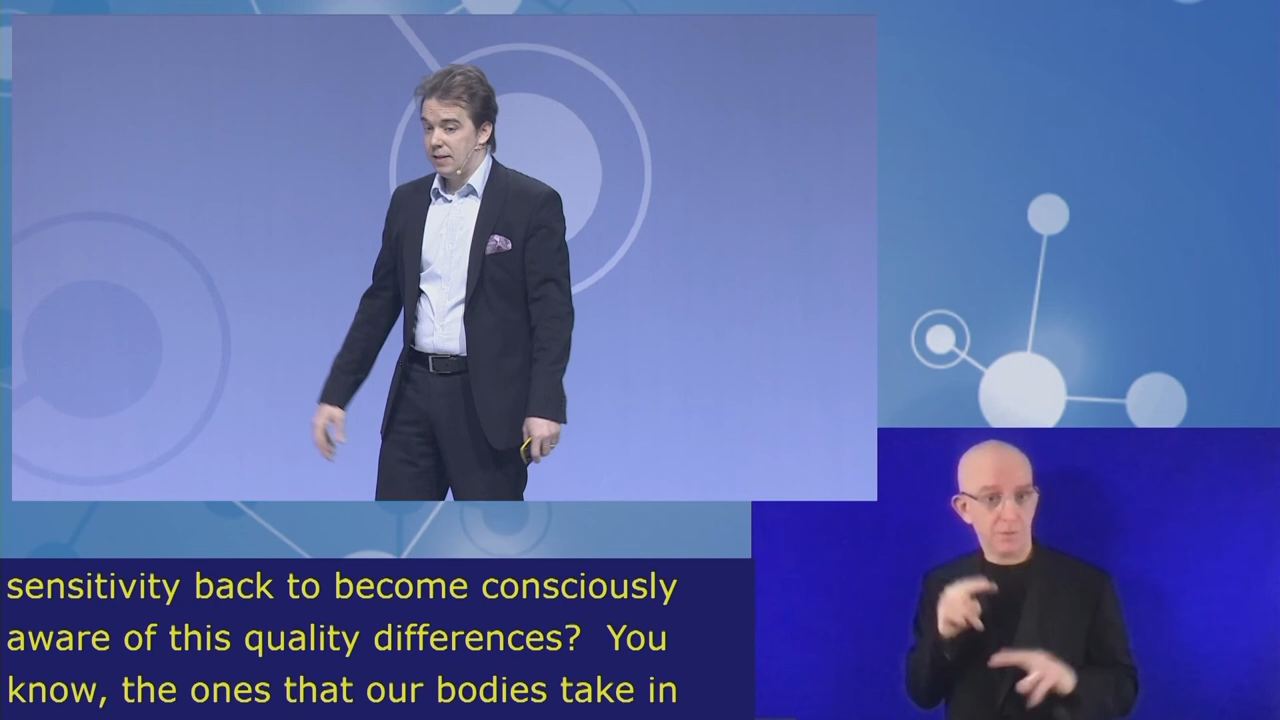 sensitivity back to become consciously
aware of this quality differences?  You
know, the ones that our bodies take in